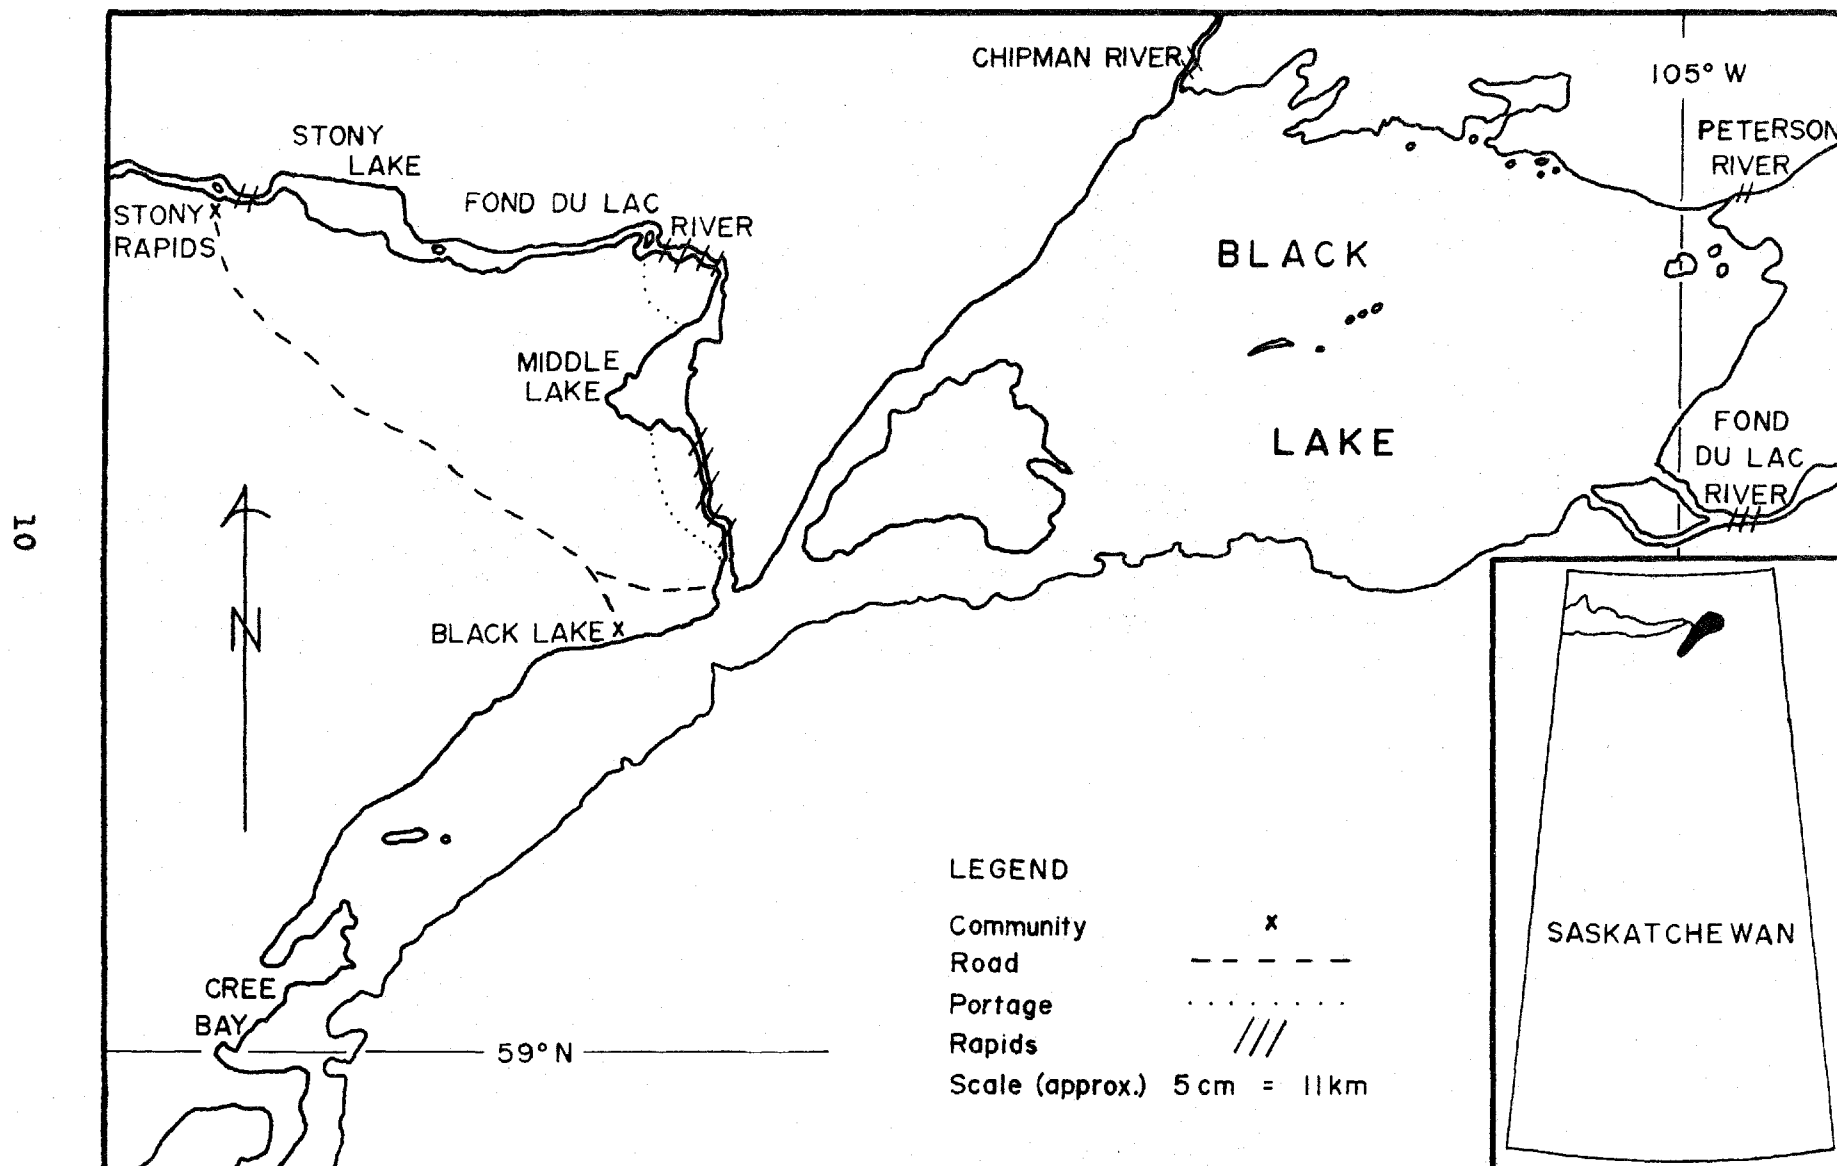 CHIPMAN RIVER
105° W
STONY
LAKE
PETERSON
RIVER
FOND DU LAC
RIVER
STONY
RAPIDS
BLACK
MIDDLE
LAKE
LAKE
FOND
DU LAC
RIVER
10
N
BLACK LAKE
x
LEGEND
Community x
Road
Portage
Rapids
Scale (approx.) 5 cm = 11 km
SASKATCHEWAN
CREE
BAY
59° N